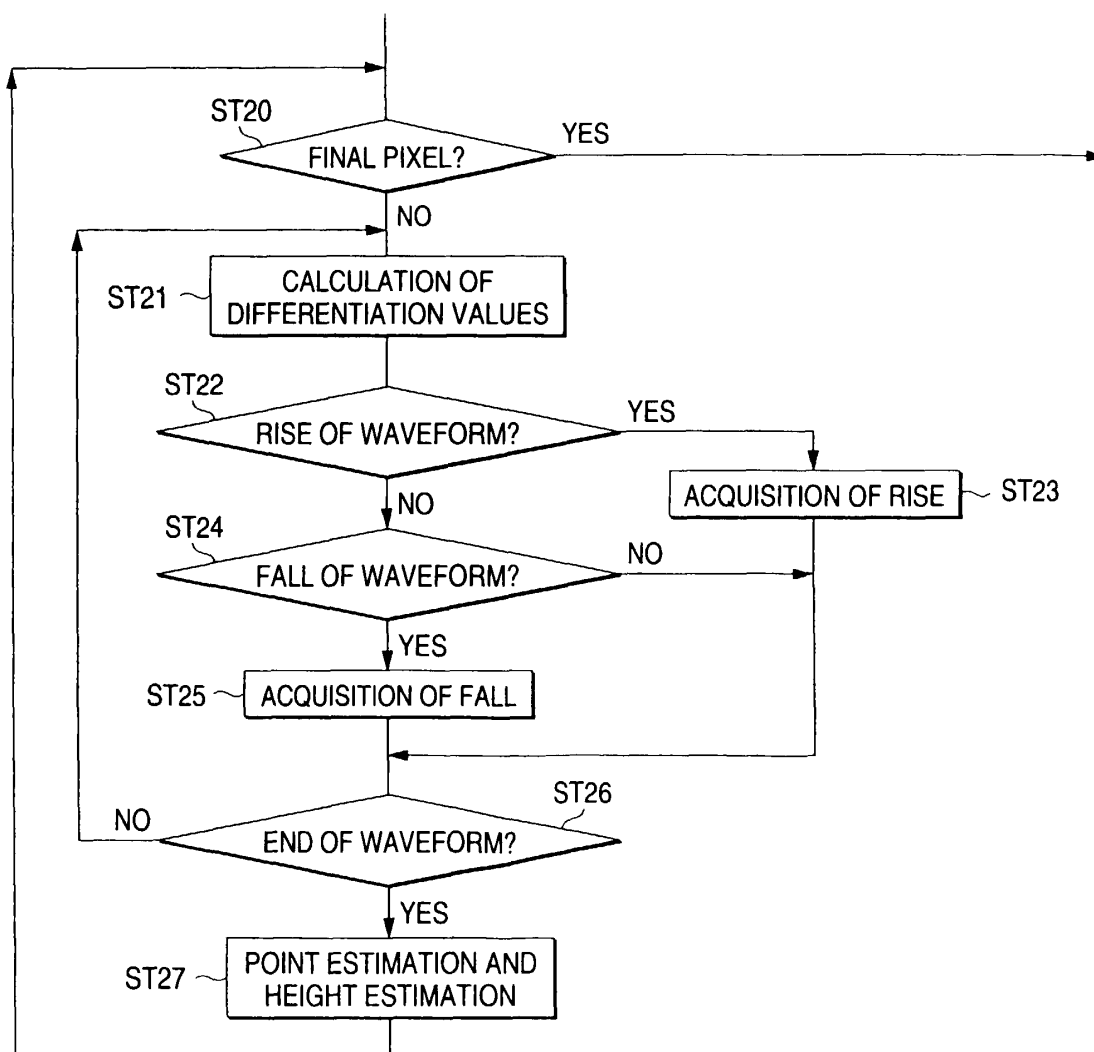 ST20
YES
FINAL PIXEL?
NO
CALCULATION OF
DIFFERENTIATION VALUES
ST21
ST22
YES
RISE OF WAVEFORM?
ACQUISITION OF RISE
ST23
NO
ST24
NO
FALL OF WAVEFORM?
YES
ST25
ACQUISITION OF FALL
ST26
NO
END OF WAVEFORM?
YES
POINT ESTIMATION AND
HEIGHT ESTIMATION
ST27